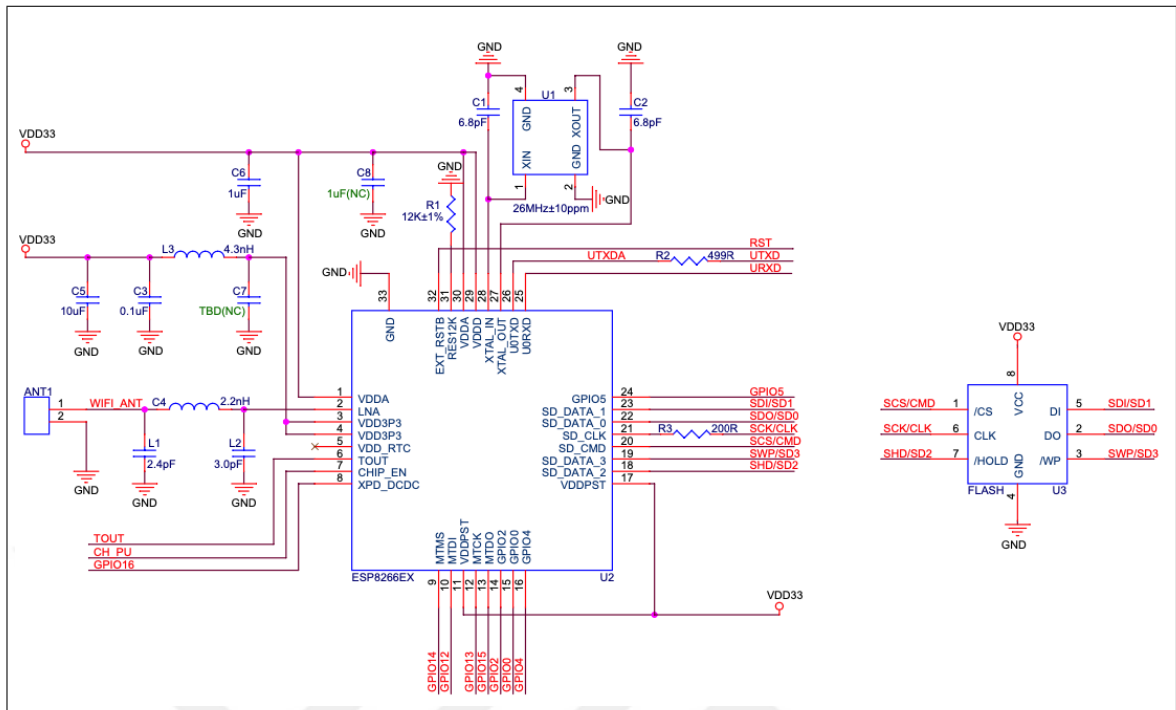 GND
GND
U1
C1
6.8pF
4
GND
3
XOUT
C2
6.8pF
XIN
GND
1
2
GND
26MHz±10ppm
VDD33
C6
1uF
GND
C8
1uF(NC)
GND
GND
R1
12K±1%
VDD33
L3
4.3nH
C5
10uF
GND
C3
0.1uF
GND
C7
TBD(NC)
GND
GND
RST
UTXDA
R2
499R
UTXD
URXD
33
32
31
30
29
28
27
26
25
GND
EXT_RSTB
RES12K
VDDA
VDDD
XTAL_IN
XTAL_OUT
U0TXD
U0RXD
ANT1
1
2
WIFI_ANT
C4
2.2nH
L1
2.4pF
L2
3.0pF
GND
GND
GND
1
VDDA
2
LNA
3
VDD3P3
4
VDD3P3
5
VDD_RTC
6
TOUT
7
CHIP_EN
8
XPD_DCDC
TOUT
CH_PU
GPIO16
GPIO5
24
GPIO5
SD_DATA_1
23
SDI/SD1
SD_DATA_0
22
SDO/SD0
SD_CLK
21
R3
200R
SCK/CLK
SD_CMD
20
SCS/CMD
SD_DATA_3
19
SWP/SD3
SD_DATA_2
18
SHD/SD2
VDDPST
17
MTMS
MTDI
VDDPST
MTCK
MTDO
GPIO2
GPIO0
GPIO4
ESP8266EX
U2
9
10
11
12
13
14
15
16
GPIO14
GPIO12
GPIO13
GPIO15
GPIO2
GPIO0
GPIO4
VDD33
VDD33
8
VCC
SCS/CMD
1
/CS
DI
5
SDI/SD1
SCK/CLK
6
CLK
DO
2
SDO/SD0
SHD/SD2
7
/HOLD
/WP
3
SWP/SD3
GND
FLASH
4
U3
GND